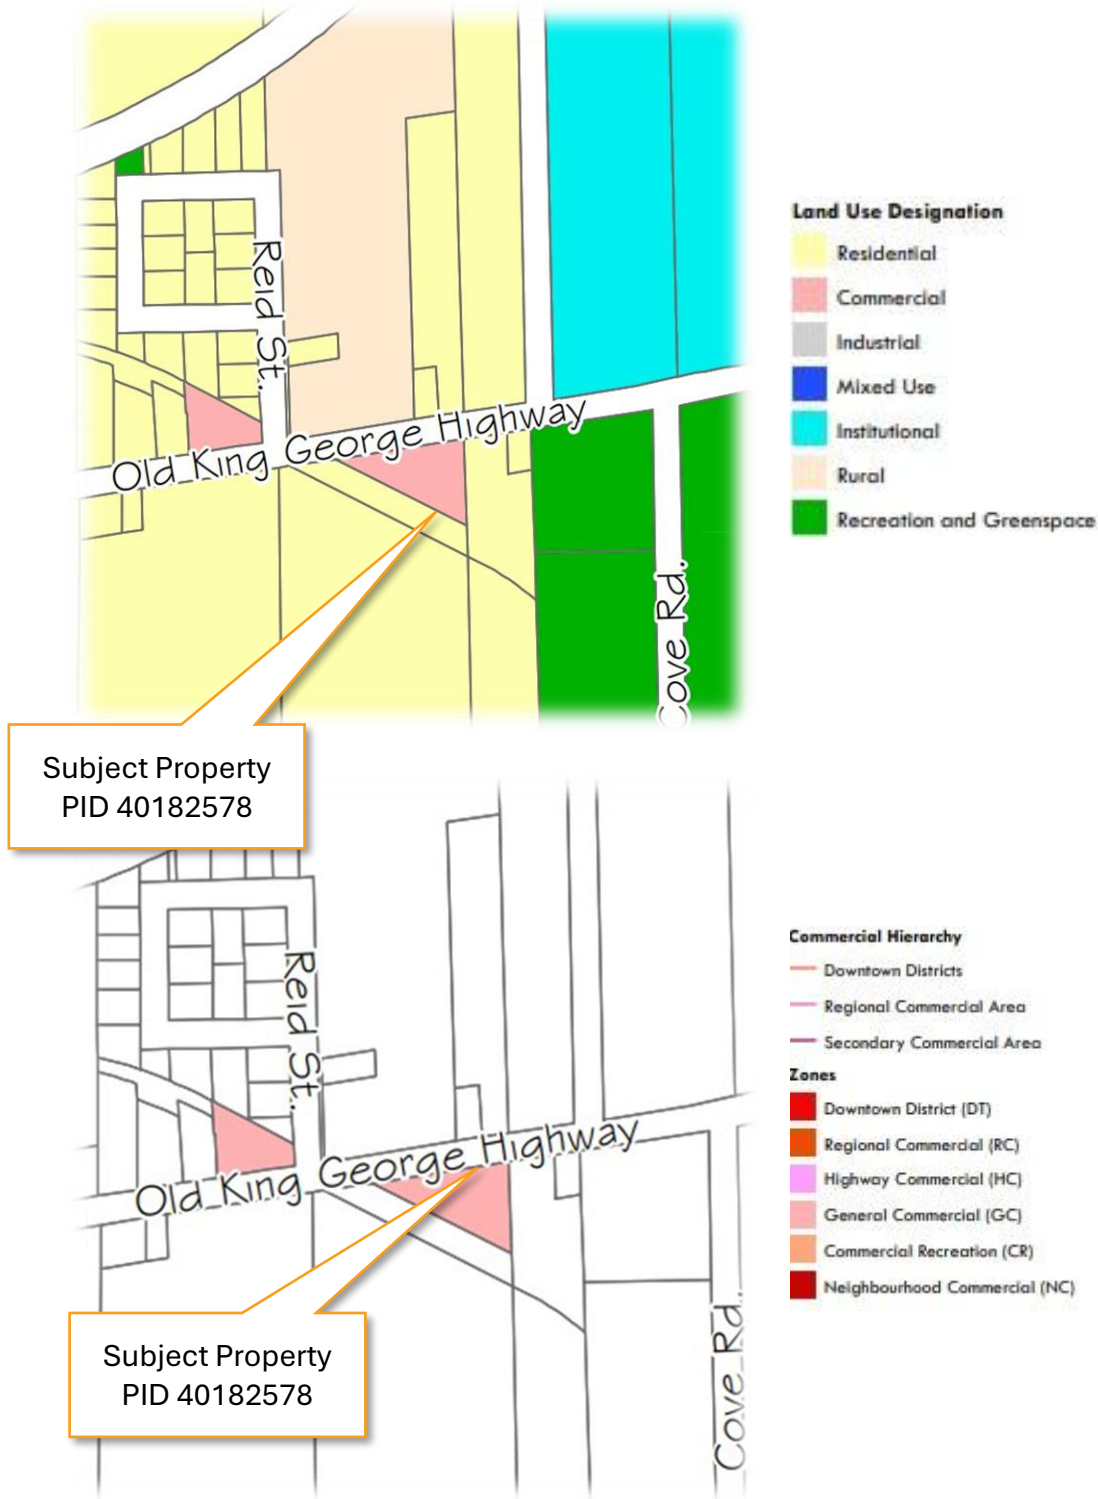 Reid St.
Old King George Highway
Cove Rd.
Land Use Designation
Residential
Commercial
Industrial
Mixed Use
Institutional
Rural
Recreation and Greenspace
Subject Property
PID 40182578
Reid St.
Old King George Highway
Cove Rd.
Commercial Hierarchy
Downtown Districts
Regional Commercial Area
Secondary Commercial Area
Zones
Downtown District (DT)
Regional Commercial (RC)
Highway Commercial (HC)
General Commercial (GC)
Commercial Recreation (CR)
Neighbourhood Commercial (NC)
Subject Property
PID 40182578